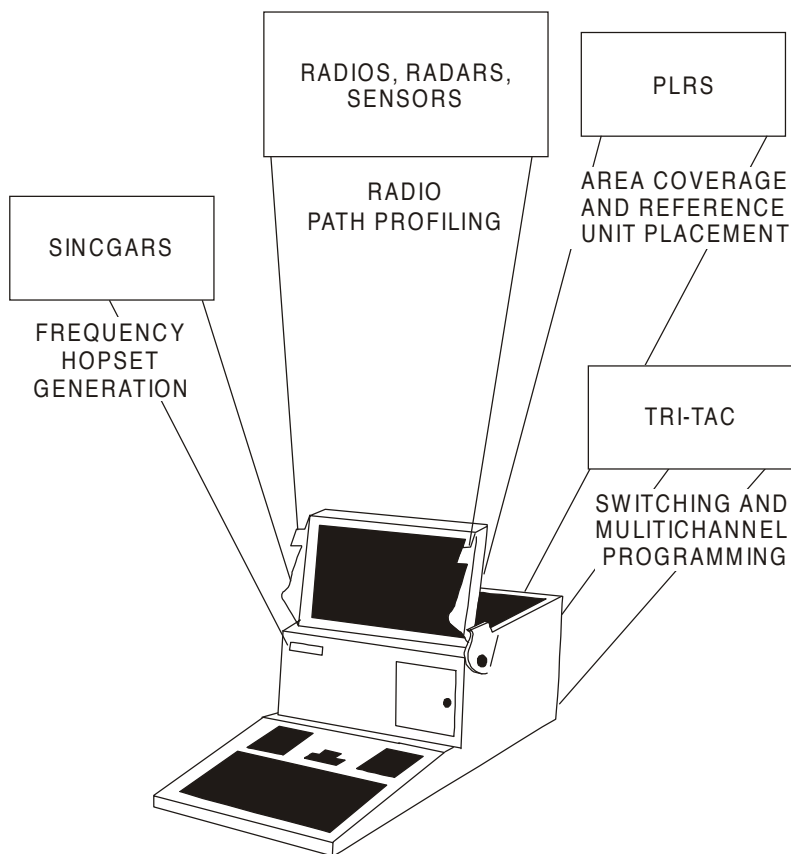 RADIOS, RADARS,
SENSORS
PLRS
RADIO
PATH PROFILING
AREA COVERAGE
AND REFERENCE
UNIT PLACEMENT
SINCGARS
FREQUENCY
HOPSET
GENERATION
TRI-TAC
SWITCHING AND
MULITICHANNEL
PROGRAMMING